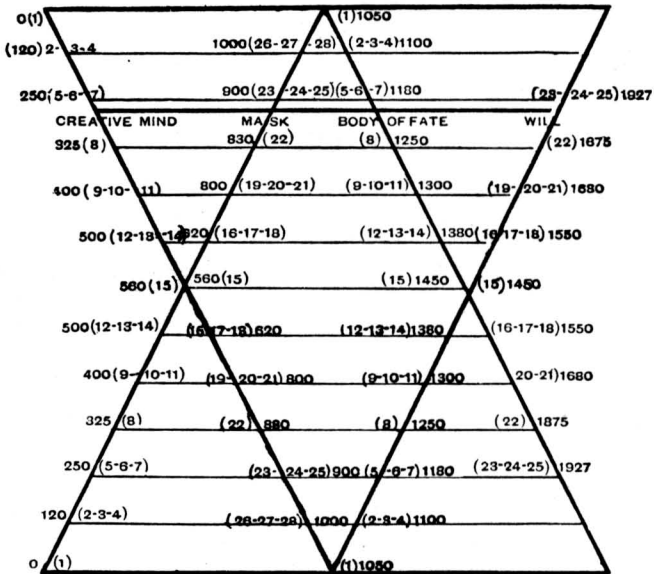 0(1) (1)1050
(120) 2-3-4 1000(26-27-28) (2-3-4)1100
250(5-6-7) 900(23-24-25)(5-6-7)1180 (23-24-25)1927
CREATIVE MIND MASK BODY OF FATE WILL
325(8) 830(22) (8) 1250 (22)1675
400(9-10-11) 800(19-20-21) (9-10-11)1300 (19-20-21)1680
500(12-13-14) 620(16-17-18) (12-13-14)1380 (16-17-18)1550
560(15) 560(15) (15)1450 (15)1450
500(12-13-14) (16-17-18)620 (12-13-14)1380 (16-17-18)1550
400(9-10-11) (19-20-21)800 (9-10-11)1300 20-21)1680
325(8) (22)830 (8)1250 (22)1875
250(5-6-7) (23-24-25)900 (5-6-7)1180 (23-24-25)1927
120(2-3-4) (26-27-28)1000 (2-3-4)1100
0 (1) (1)1050